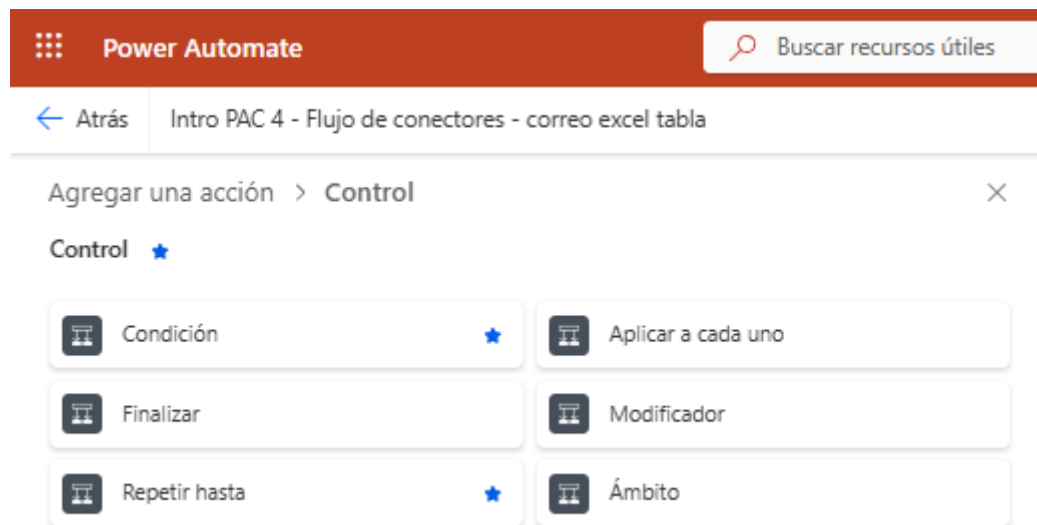 Power Automate
Buscar recursos útiles
Atrás
Intro PAC 4 - Flujo de conectores - correo excel tabla
Agregar una acción > Control
Control
Condición
Aplicar a cada uno
Finalizar
Modificador
Repetir hasta
Ámbito